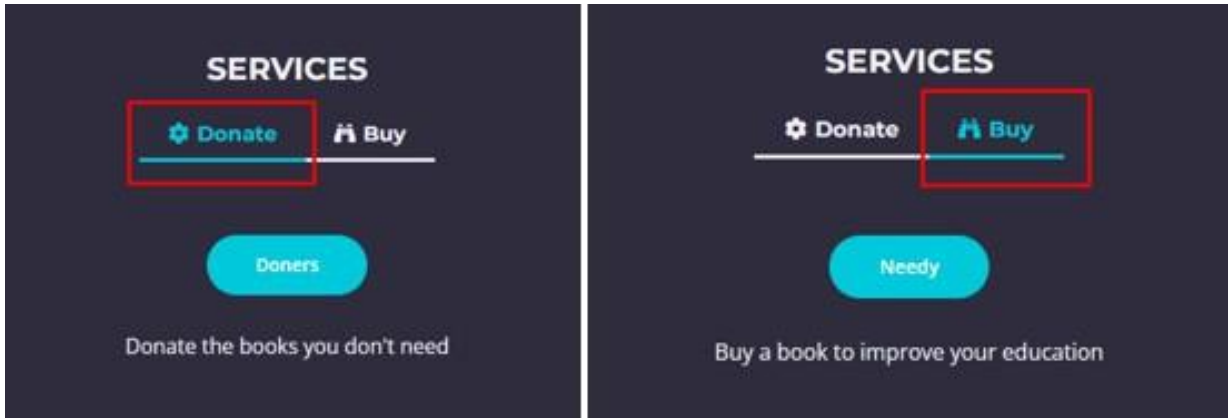 SERVICES
Donate Buy
Doners
Donate the books you don't need
SERVICES
Donate Buy
Needy
Buy a book to improve your education